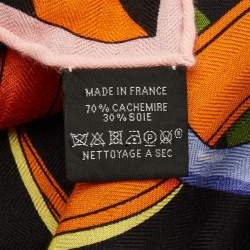 MADE IN FRANCE
70% CACHEMIRE
30% SOIE
NETTOYAGE A SEC